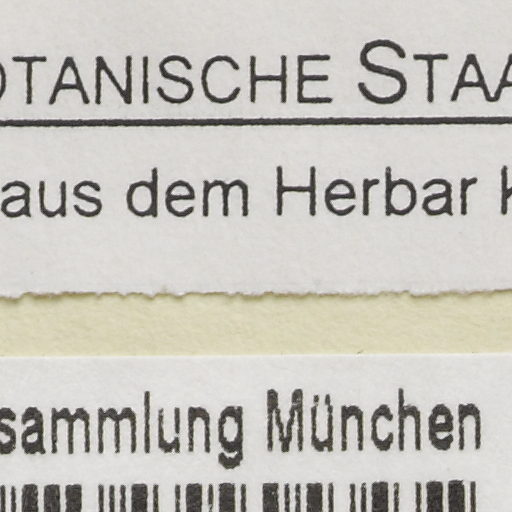 OTANISCHE STAA
aus dem Herbar K
sammlung München